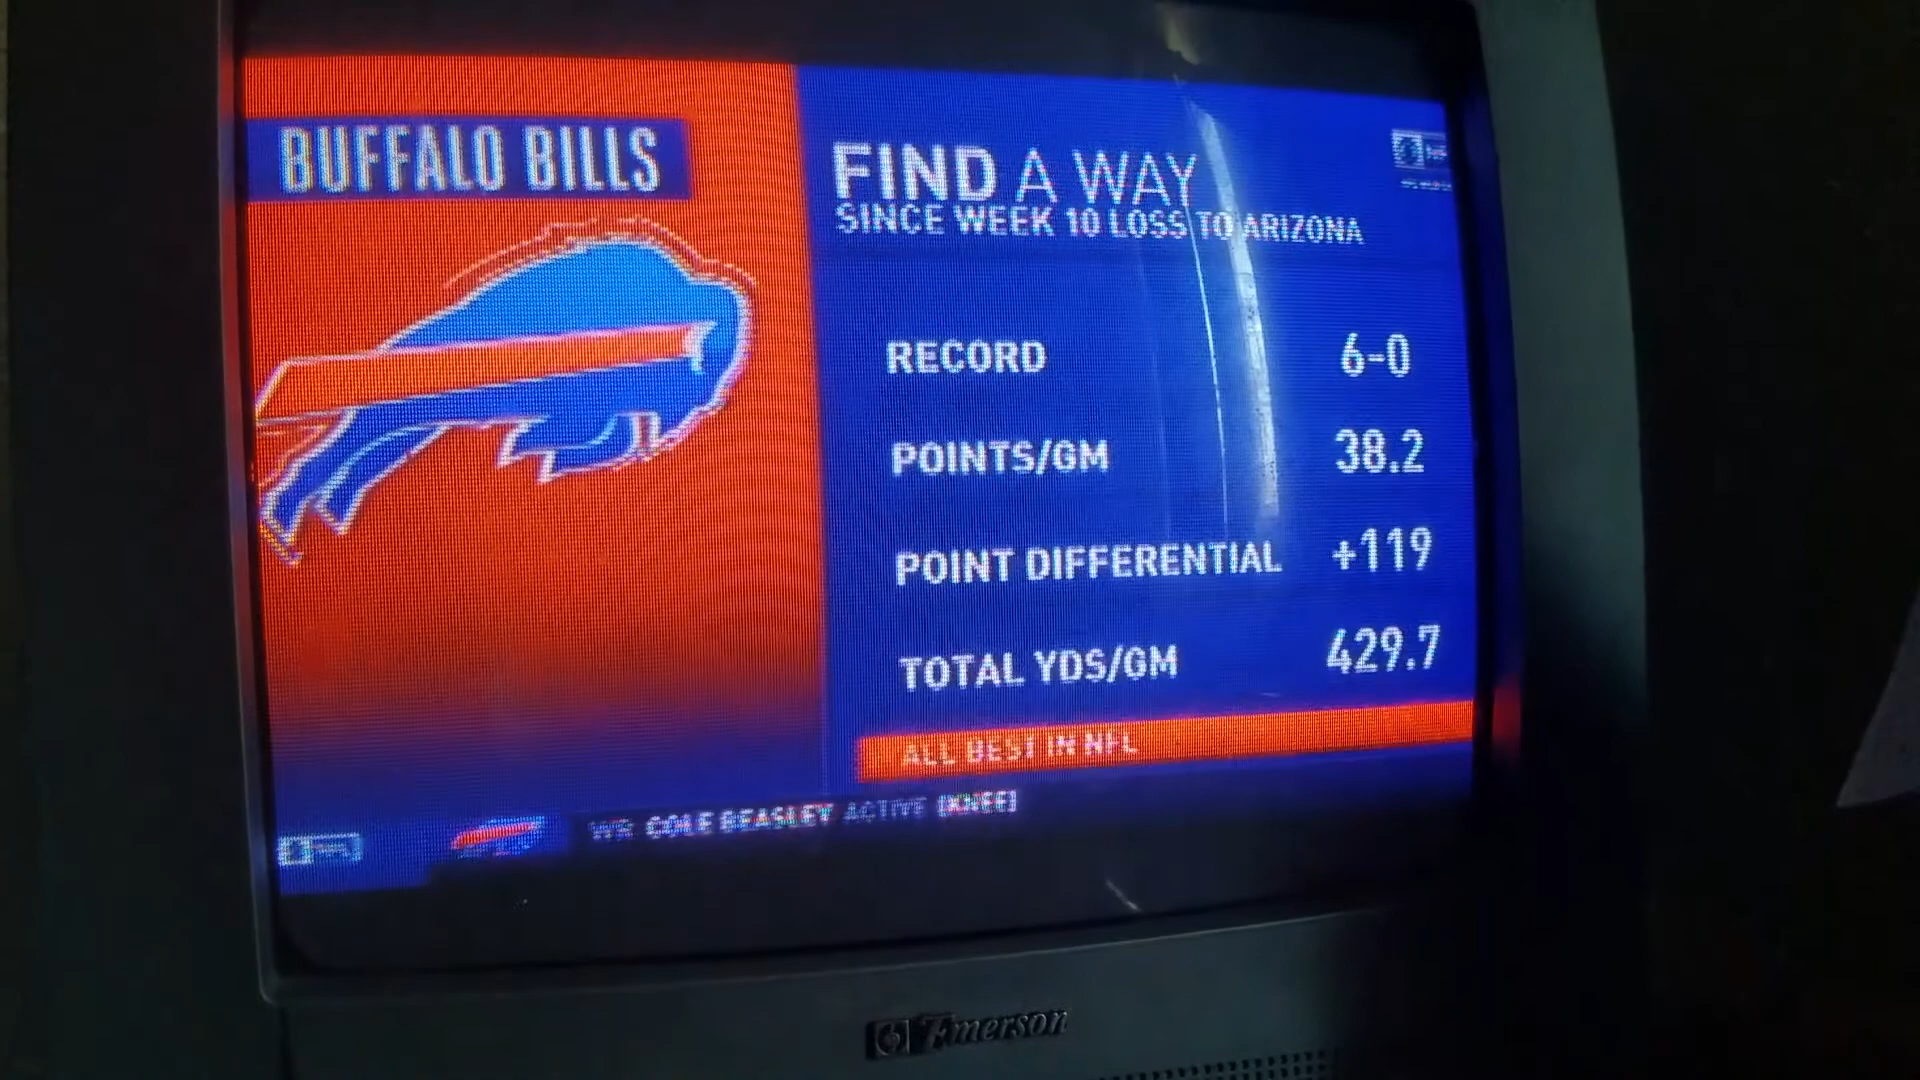 BUFFALO BILLS
FIND A WAY
SINCE WEEK 10 LOSS TO ARIZONA
RECORD 6-0
POINTS/GM 38.2
POINT DIFFERENTIAL +119
TOTAL YDS/GM 429.7
ALL BEST IN NFL
WR COLE BEASLEY ACTIVE (KNEE)
Emerson